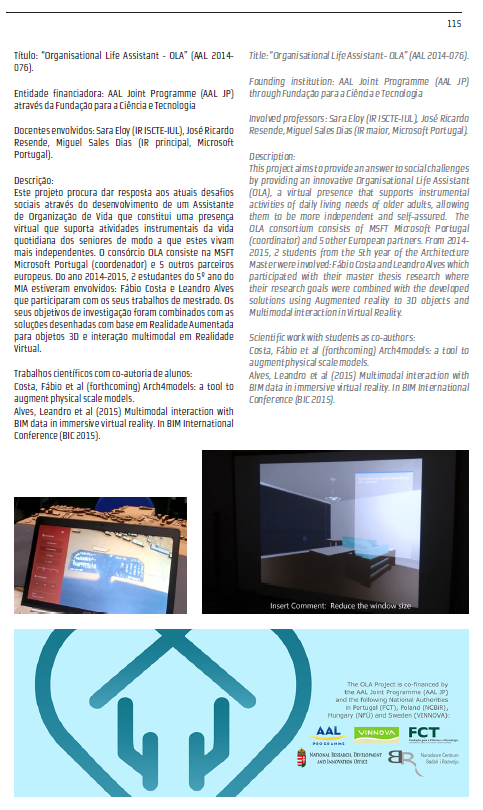 115
Título: "Organisational Life Assistant - OLA" (AAL 2014-
076).
Entidade financiadora: AAL Joint Programme (AAL JP)
através da Fundação para a Ciência e Tecnologia
Docentes envolvidos: Sara Eloy (IR ISCTE-IUL), José Ricardo
Resende, Miguel Sales Dias (IR principal, Microsoft
Portugal).
Descrição:
Este projeto procura dar resposta aos atuais desafios
sociais através do desenvolvimento de um Assistante
de Organização de Vida que constitui uma presença
virtual que suporta atividades instrumentais da vida
quotidiana dos seniores de modo a que estes vivam
mais independentes. O consórcio OLA consiste na MSFT
Microsoft Portugal (coordenador) e 5 outros parceiros
europeus. Do ano 2014-2015, 2 estudantes do 5º ano do
MIA estiveram envolvidos: Fábio Costa e Leandro Alves
que participaram com os seus trabalhos de mestrado. Os
seus objetivos de investigação foram combinados com as
soluções desenhadas com base em Realidade Aumentada
para objetos 3D e interação multimodal em Realidade
Virtual.
Trabalhos científicos com co-autoria de alunos:
Costa, Fábio et al (forthcoming) Arch4models: a tool to
augment physical scale models.
Alves, Leandro et al (2015) Multimodal interaction with
BIM data in immersive virtual reality. In BIM International
Conference (BIC 2015).
Title: "Organisational Life Assistant- OLA" (AAL 2014-076).
Founding institution: AAL Joint Programme (AAL JP)
through Fundação para a Ciência e Tecnologia
Involved professors: Sara Eloy (IR ISCTE-IUL), José Ricardo
Resende, Miguel Sales Dias (IR maior, Microsoft Portugal).
Description:
This project aims to provide an answer to social challenges
by providing an innovative Organisational Life Assistant
(OLA), a virtual presence that supports instrumental
activities of daily living needs of older adults, allowing
them to be more independent and self-assured. The
OLA consortium consists of MSFT Microsoft Portugal
(coordinator) and 5 other European partners. From 2014-
2015, 2 students from the 5th year of the Architecture
Master were involved: Fábio Costa and Leandro Alves which
participated with their master thesis research where
their research goals were combined with the developed
solutions using Augmented reality to 3D objects and
Multimodal interaction in Virtual Reality.
Scientific work with students as co-authors:
Costa, Fábio et al (forthcoming) Arch4models: a tool to
augment physical scale models.
Alves, Leandro et al (2015) Multimodal interaction with
BIM data in immersive virtual reality. In BIM International
Conference (BIC 2015).
Insert Comment: Reduce the window size
The OLA Project is co-financed by
the AAL Joint Programme (AAL JP)
and the following National Authorities
in Portugal (FCT), Poland (NCBiR),
Hungary (NFÜ) and Sweden (VINNOVA):
AAL
PROGRAMME
VINNOVA
FCT
NATIONAL RESEARCH, DEVELOPMENT
AND INNOVATION OFFICE
BR
Narodowe Centrum
Badań i Rozwoju